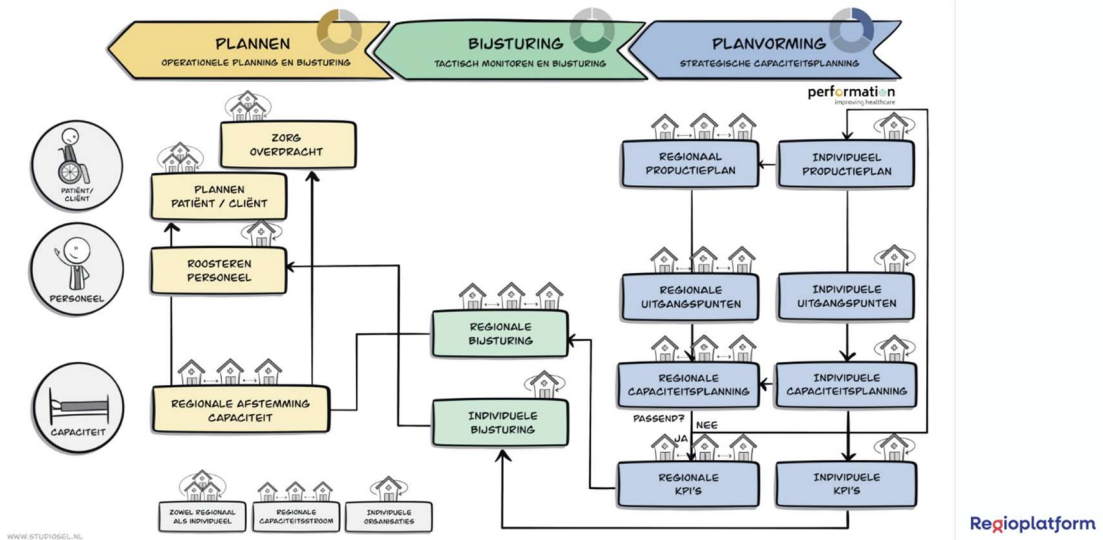 PLANNEN
OPERATIONELE PLANNING EN BIJSTURING
BIJSTURING
TACTISCH MONITOREN EN BIJSTURING
PLANVORMING
STRATEGISCHE CAPACITEITSPLANNING
performation
improving healthcare
PATIËNT/
CLIËNT
PERSONEEL
CAPACITEIT
ZORG
OVERDRACHT
PLANNEN
PATIËNT / CLIËNT
ROOSTEREN
PERSONEEL
REGIONALE AFSTEMMING
CAPACITEIT
REGIONALE
BIJSTURING
INDIVIDUELE
BIJSTURING
REGIONAAL
PRODUCTIEPLAN
INDIVIDUEEL
PRODUCTIEPLAN
REGIONALE
UITGANGSPUNTEN
INDIVIDUELE
UITGANGSPUNTEN
REGIONALE
CAPACITEITSPLANNING
INDIVIDUELE
CAPACITEITSPLANNING
PASSEND?
NEE
JA
REGIONALE
KPI'S
INDIVIDUELE
KPI'S
ZOWEL REGIONAAL
ALS INDIVIDUEEL
REGIONALE
CAPACITEITSSTROOM
INDIVIDUELE
ORGANISATIES
WWW.STUDIOSEL.NL
Regioplatform